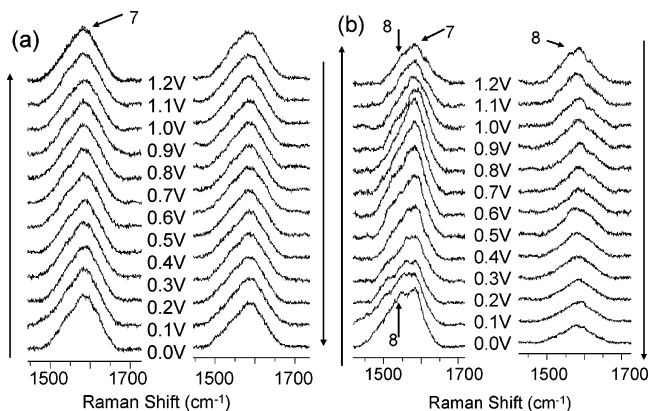 (a)
7
1.2V
1.1V
1.0V
0.9V
0.8V
0.7V
0.6V
0.5V
0.4V
0.3V
0.2V
0.1V
0.0V
1500 1700 1500 1700
Raman Shift (cm⁻¹)
(b)
8 7
8
8
1.2V
1.1V
1.0V
0.9V
0.8V
0.7V
0.6V
0.5V
0.4V
0.3V
0.2V
0.1V
0.0V
1500 1700 1500 1700
Raman Shift (cm⁻¹)